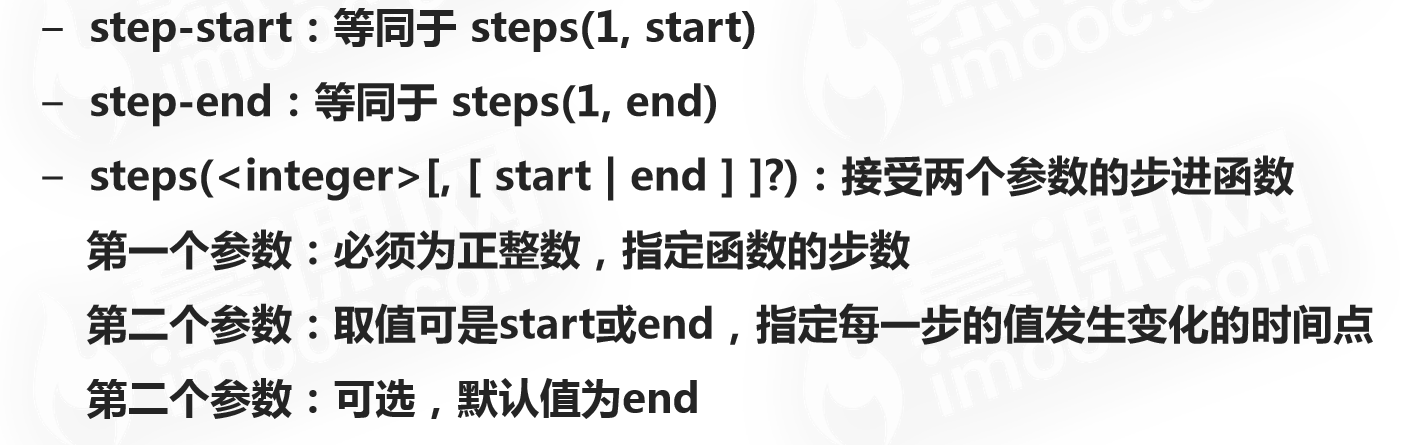 – step-start：等同于 steps(1, start)
– step-end：等同于 steps(1, end)
– steps(<integer>[, [ start | end ] ]?)：接受两个参数的步进函数
第一个参数：必须为正整数，指定函数的步数
第二个参数：取值可是start或end，指定每一步的值发生变化的时间点
第二个参数：可选，默认值为end
慕课网
imooc.com